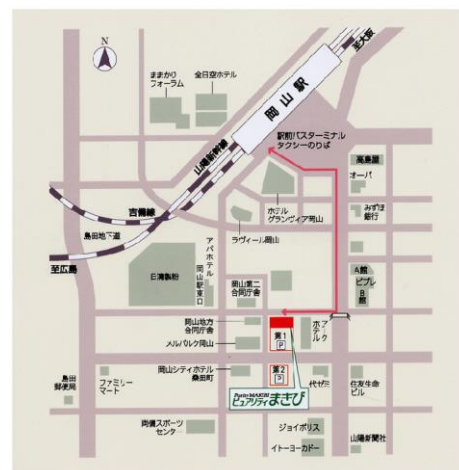 N
至大阪
ままかり
フォーラム
全日空ホテル
岡山駅
山陽新幹線
駅前バスターミナル
タクシーのりば
高島屋
オーパ
吉備線
ホテル
グランヴィア岡山
みずほ
銀行
島田地下道
ラヴィール岡山
至広島
アパホテル
岡山駅東口
日清製粉
岡山第二
合同庁舎
A館
ビブレ
B館
岡山地方
合同庁舎
第1
P
アーク
ホテル
メルパルク岡山
岡山シティホテル
桑田町
第2
P
代ゼミ
住友生命
ビル
島田
郵便局
ファミリー
マート
ピュアリティまきび
両備スポーツ
センタ
ジョイポリス
イトーヨーカドー
山陽新聞社